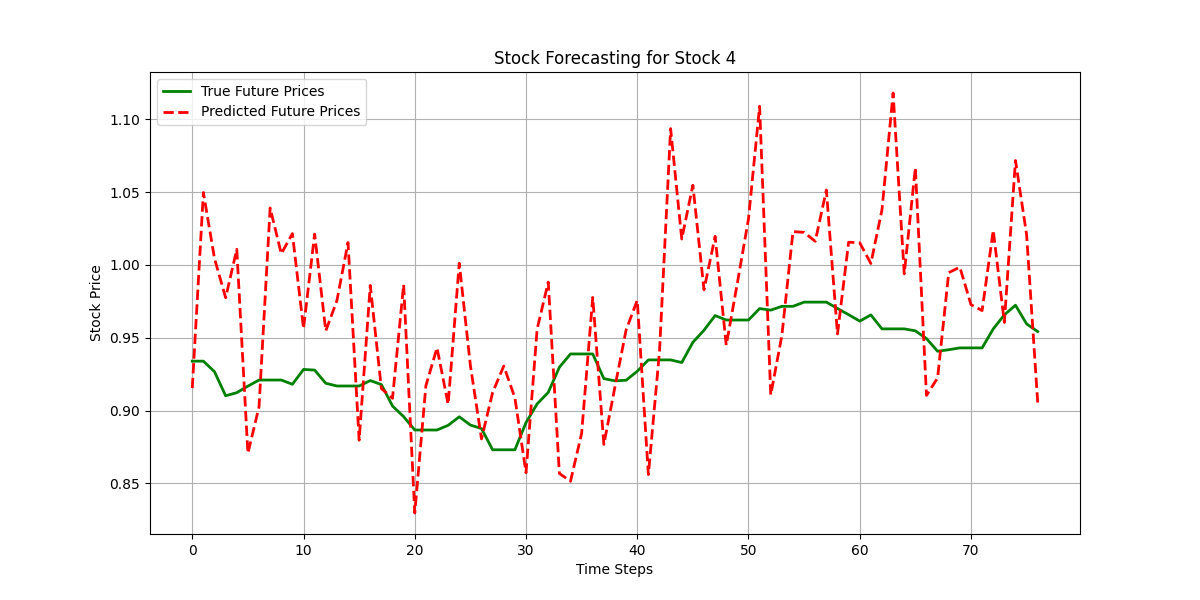 Stock Forecasting for Stock 4
True Future Prices
Predicted Future Prices
Stock Price
1.10
1.05
1.00
0.95
0.90
0.85
0 10 20 30 40 50 60 70
Time Steps